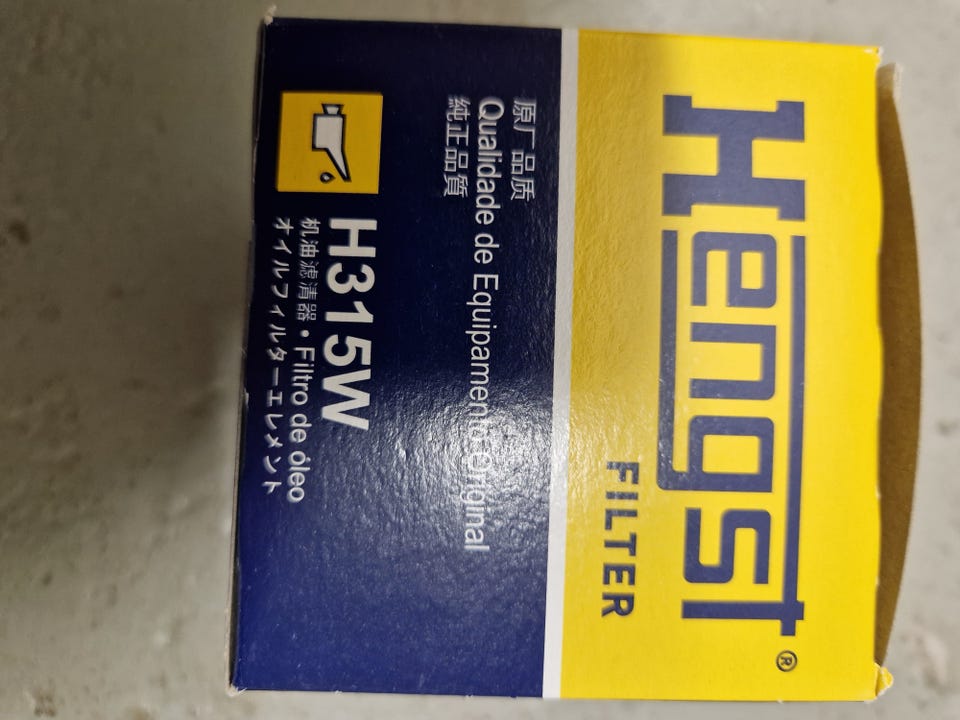 Hengst®
FILTER
原厂品质
Qualidade de Equipamento Original
純正品質
H315W
机油滤清器・Filtro de óleo
オイルフィルターエレメント